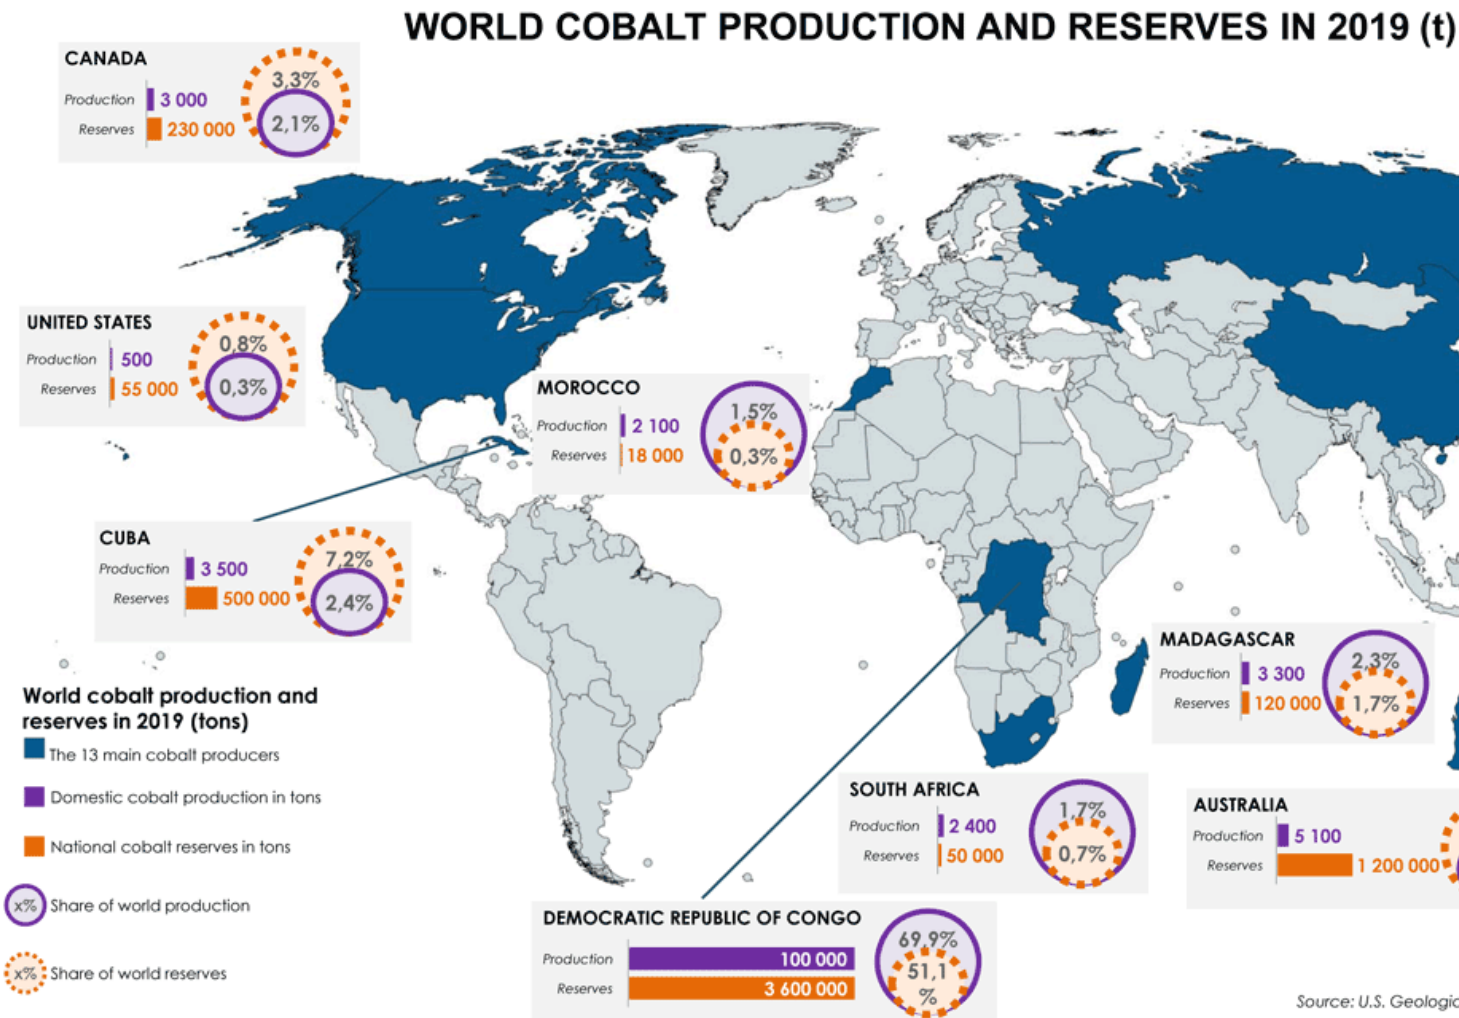 WORLD COBALT PRODUCTION AND RESERVES IN 2019 (t)
CANADA
Production 3 000
Reserves 230 000
3,3%
2,1%
UNITED STATES
Production 500
Reserves 55 000
0,8%
0,3%
MOROCCO
Production 2 100
Reserves 18 000
1,5%
0,3%
CUBA
Production 3 500
Reserves 500 000
7,2%
2,4%
MADAGASCAR
Production 3 300
Reserves 120 000
2,3%
1,7%
SOUTH AFRICA
Production 2 400
Reserves 50 000
1,7%
0,7%
AUSTRALIA
Production 5 100
Reserves 1 200 000
DEMOCRATIC REPUBLIC OF CONGO
Production 100 000
Reserves 3 600 000
69,9%
51,1
%
World cobalt production and
reserves in 2019 (tons)
The 13 main cobalt producers
Domestic cobalt production in tons
National cobalt reserves in tons
x% Share of world production
x% Share of world reserves
Source: U.S. Geologic